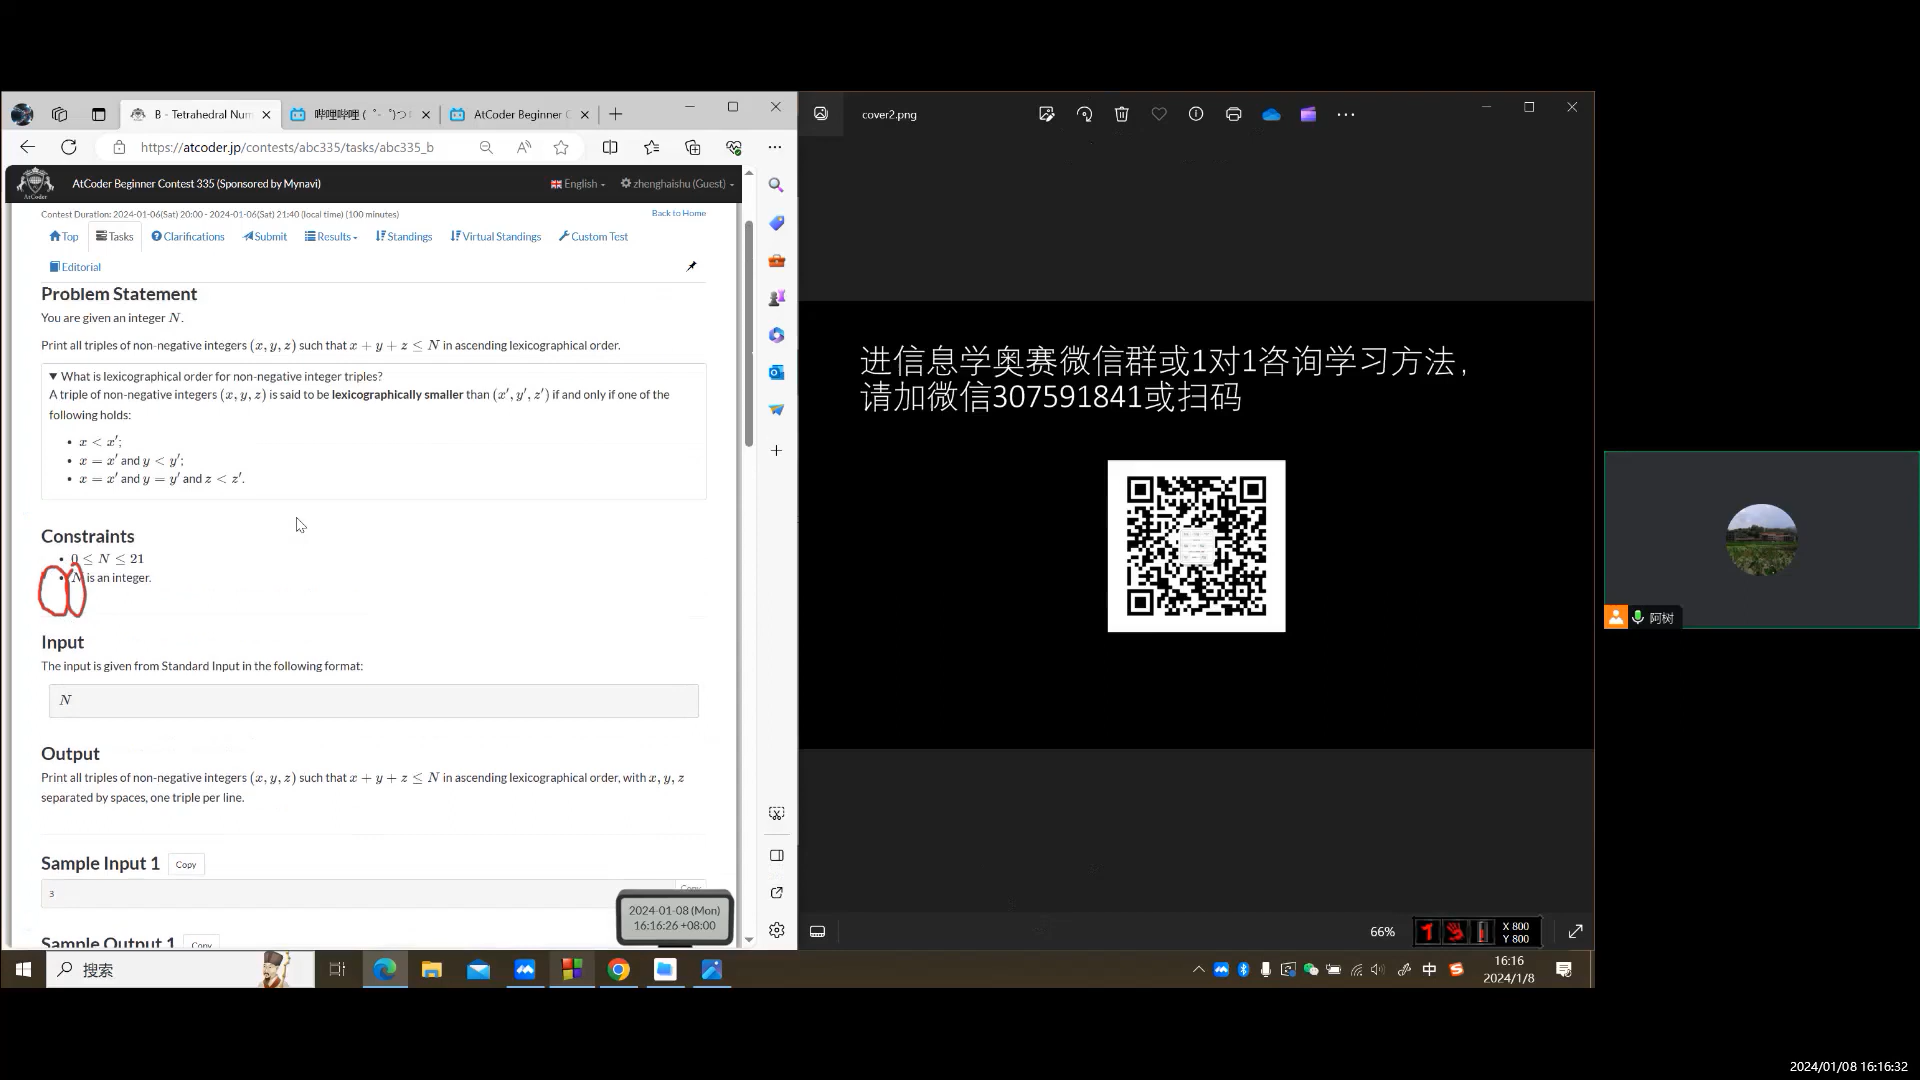 B - Tetrahedral Num
哔哩哔哩 (゜-゜)つ
AtCoder Beginner C
https://atcoder.jp/contests/abc335/tasks/abc335_b
AtCoder Beginner Contest 335 (Sponsored by Mynavi)
English
zhenghaishu (Guest)
Contest Duration: 2024-01-06(Sat) 20:00 - 2024-01-06(Sat) 21:40 (local time) (100 minutes)
Back to Home
Top
Tasks
Clarifications
Submit
Results
Standings
Virtual Standings
Custom Test
Editorial
Problem Statement
You are given an integer N.
Print all triples of non-negative integers (x, y, z) such that x + y + z ≤ N in ascending lexicographical order.
▼ What is lexicographical order for non-negative integer triples?
A triple of non-negative integers (x, y, z) is said to be lexicographically smaller than (x′, y′, z′) if and only if one of the
following holds:
• x < x′;
• x = x′ and y < y′;
• x = x′ and y = y′ and z < z′.
Constraints
• 0 ≤ N ≤ 21
• N is an integer.
Input
The input is given from Standard Input in the following format:
N
Output
Print all triples of non-negative integers (x, y, z) such that x + y + z ≤ N in ascending lexicographical order, with x, y, z
separated by spaces, one triple per line.
Sample Input 1
Copy
3
Copy
2024-01-08 (Mon)
16:16:26 +08:00
Sample Output 1
Copy
cover2.png
进信息学奥赛微信群或1对1咨询学习方法，
请加微信307591841或扫码
66%
X 800
Y 800
阿树
搜索
中
16:16
2024/1/8
2024/01/08 16:16:32